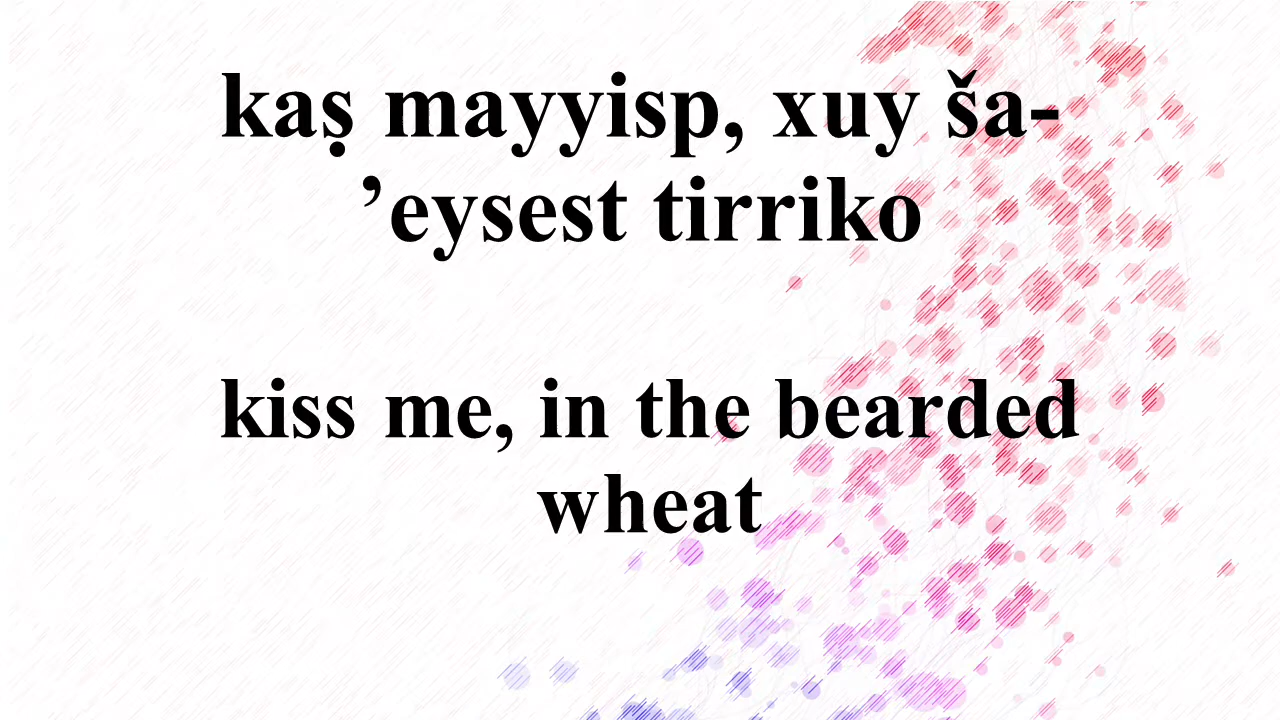 kaṣ mayyisp, xuy ša-
’eysest tirriko
kiss me, in the bearded
wheat